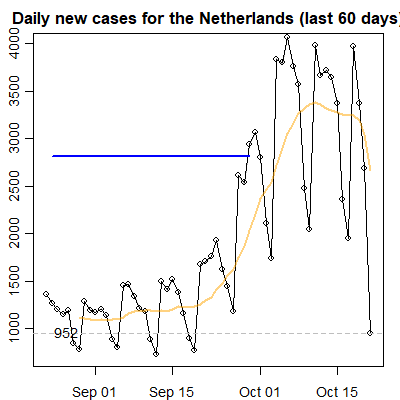 Daily new cases for the Netherlands (last 60 days)
4000
3500
3000
2500
2000
1500
1000
952
Sep 01
Sep 15
Oct 01
Oct 15